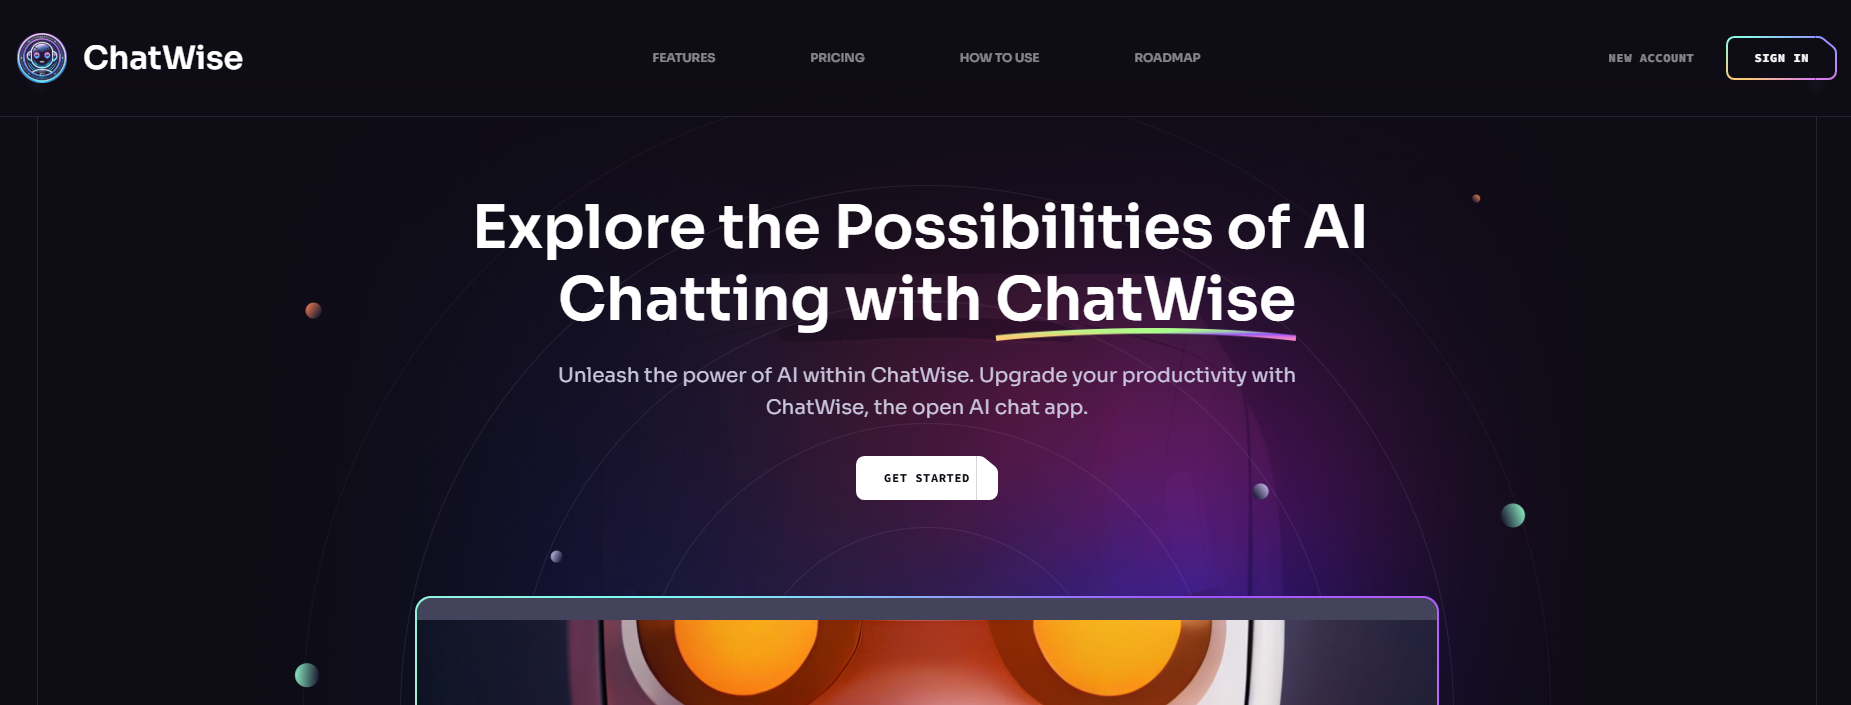 ChatWise
FEATURES
PRICING
HOW TO USE
ROADMAP
NEW ACCOUNT
SIGN IN
Explore the Possibilities of AI
Chatting with ChatWise
Unleash the power of AI within ChatWise. Upgrade your productivity with
ChatWise, the open AI chat app.
GET STARTED